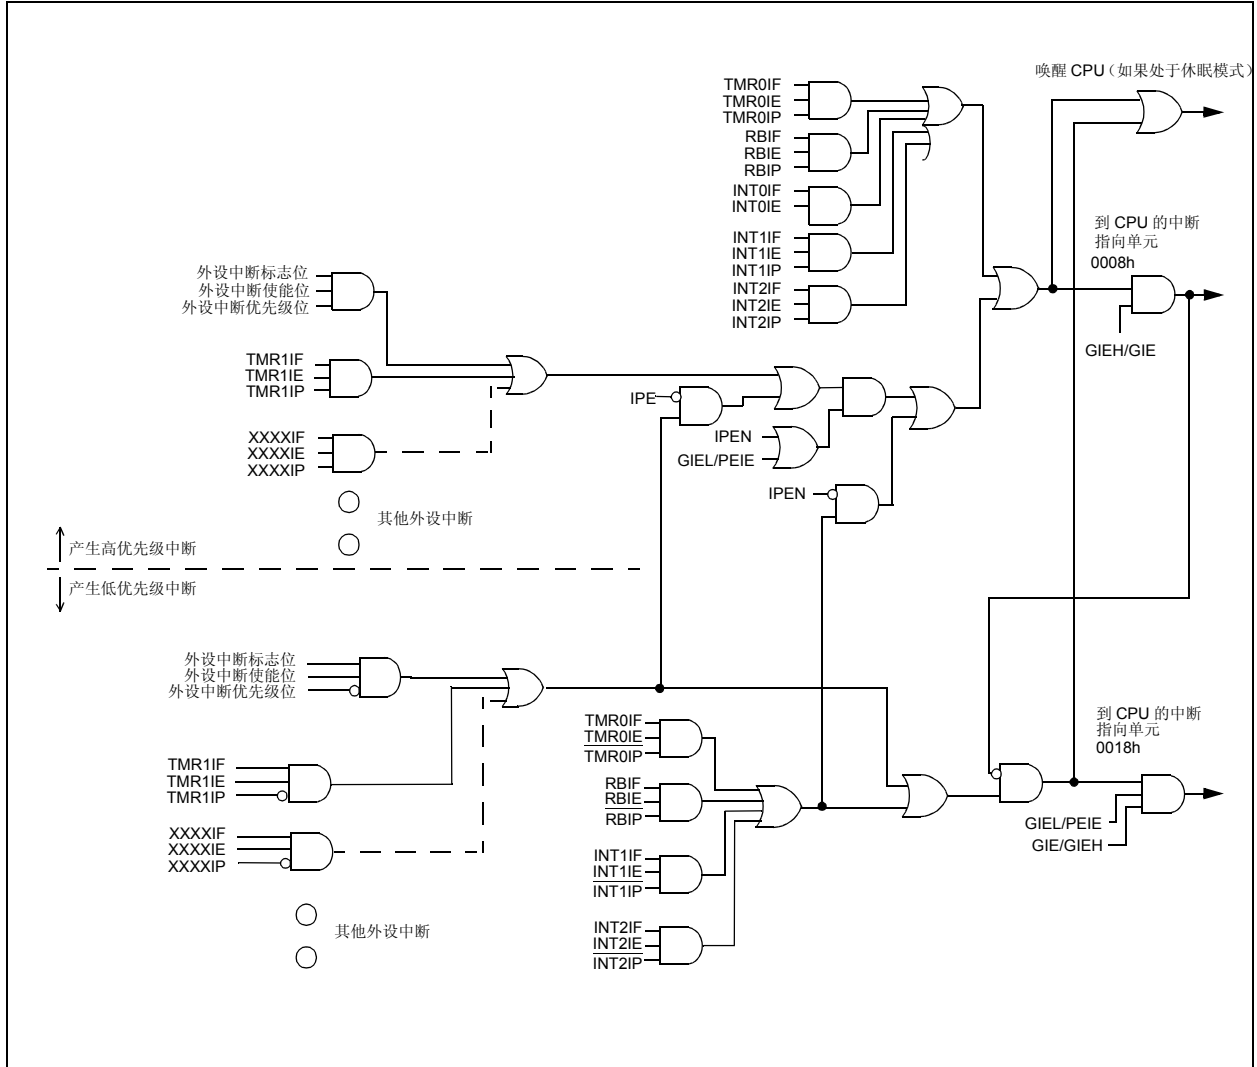 唤醒 CPU（如果处于休眠模式）
TMR0IF
TMR0IE
TMR0IP
RBIF
RBIE
RBIP
INT0IF
INT0IE
INT1IF
INT1IE
INT1IP
INT2IF
INT2IE
INT2IP
到 CPU 的中断
指向单元
0008h
GIEH/GIE
外设中断标志位
外设中断使能位
外设中断优先级位
TMR1IF
TMR1IE
TMR1IP
XXXXIF
XXXXIE
XXXXIP
其他外设中断
IPE
IPEN
GIEL/PEIE
IPEN
产生高优先级中断
产生低优先级中断
外设中断标志位
外设中断使能位
外设中断优先级位
TMR1IF
TMR1IE
TMR1IP
XXXXIF
XXXXIE
XXXXIP
其他外设中断
TMR0IF
TMR0IE
TMR0IP
RBIF
RBIE
RBIP
INT1IF
INT1IE
INT1IP
INT2IF
INT2IE
INT2IP
到 CPU 的中断
指向单元
0018h
GIEL/PEIE
GIE/GIEH